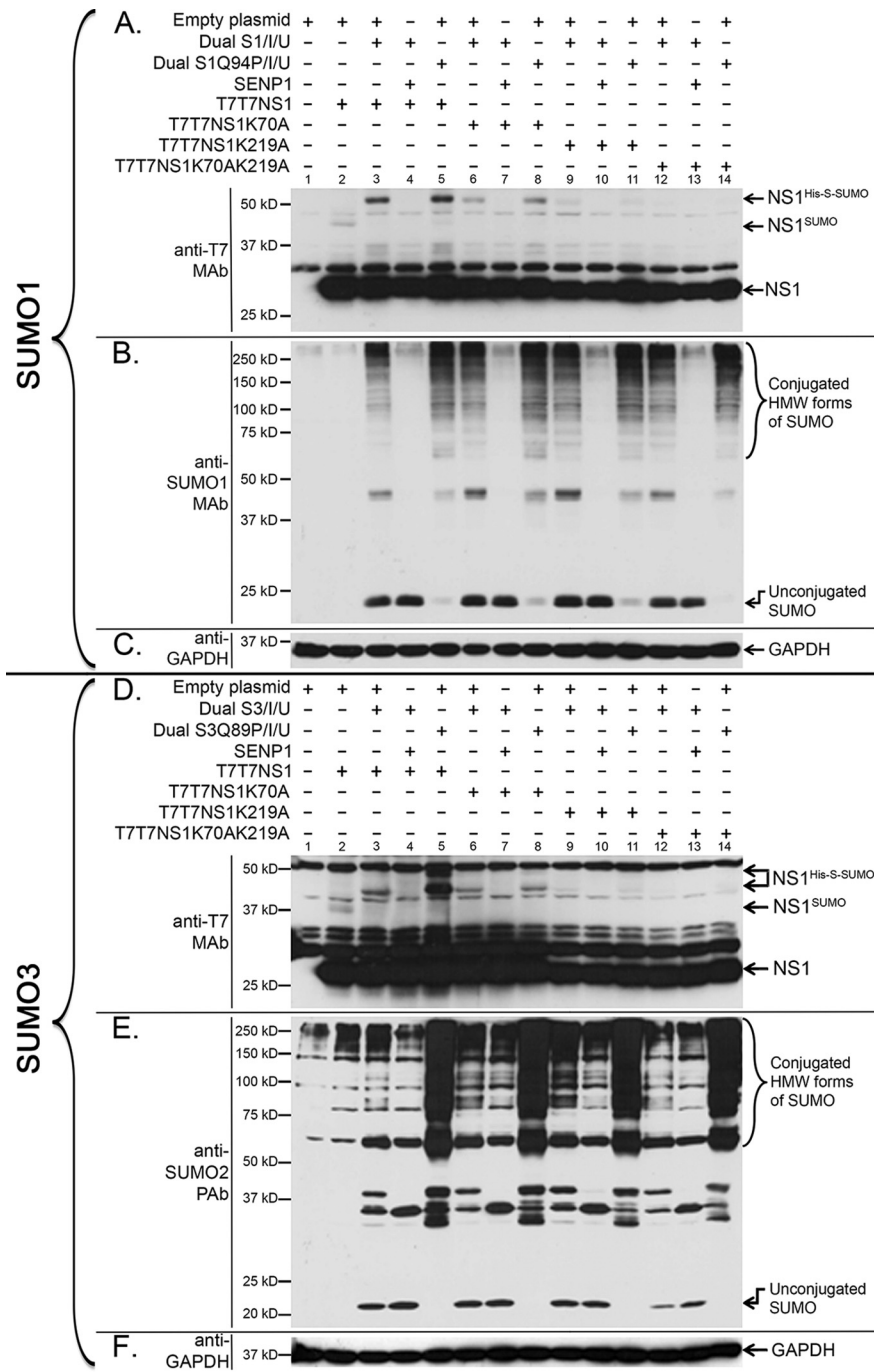 SUMO1
A.
Empty plasmid + + + − + + − + + − + + − +
Dual S1/I/U − − + + − + + − + + − + + −
Dual S1Q94P/I/U − − − − + − − + − − + − − +
SENP1 − − − + − − + − − + − − + −
T7T7NS1 − + + + + − − − − − − − − −
T7T7NS1K70A − − − − − + + + − − − − − −
T7T7NS1K219A − − − − − − − − + + + − − −
T7T7NS1K70AK219A − − − − − − − − − − − + + +
1 2 3 4 5 6 7 8 9 10 11 12 13 14
anti-T7
MAb
50 kD
37 kD
25 kD
NS1His-S-SUMO
NS1SUMO
NS1
B.
anti-
SUMO1
MAb
250 kD
150 kD
100 kD
75 kD
50 kD
37 kD
25 kD
Conjugated
HMW forms
of SUMO
Unconjugated
SUMO
C.
anti-
GAPDH
37 kD
GAPDH
SUMO3
D.
Empty plasmid + + + − + + − + + − + + − +
Dual S3/I/U − − + + − + + − + + − + + −
Dual S3Q89P/I/U − − − − + − − + − − + − − +
SENP1 − − − + − − + − − + − − + −
T7T7NS1 − + + + + − − − − − − − − −
T7T7NS1K70A − − − − − + + + − − − − − −
T7T7NS1K219A − − − − − − − − + + + − − −
T7T7NS1K70AK219A − − − − − − − − − − − + + +
1 2 3 4 5 6 7 8 9 10 11 12 13 14
anti-T7
MAb
50 kD
37 kD
25 kD
NS1His-S-SUMO
NS1SUMO
NS1
E.
anti-
SUMO2
PAb
250 kD
150 kD
100 kD
75 kD
50 kD
37 kD
25 kD
20 kD
Conjugated
HMW forms
of SUMO
Unconjugated
SUMO
F.
anti-
GAPDH
37 kD
GAPDH